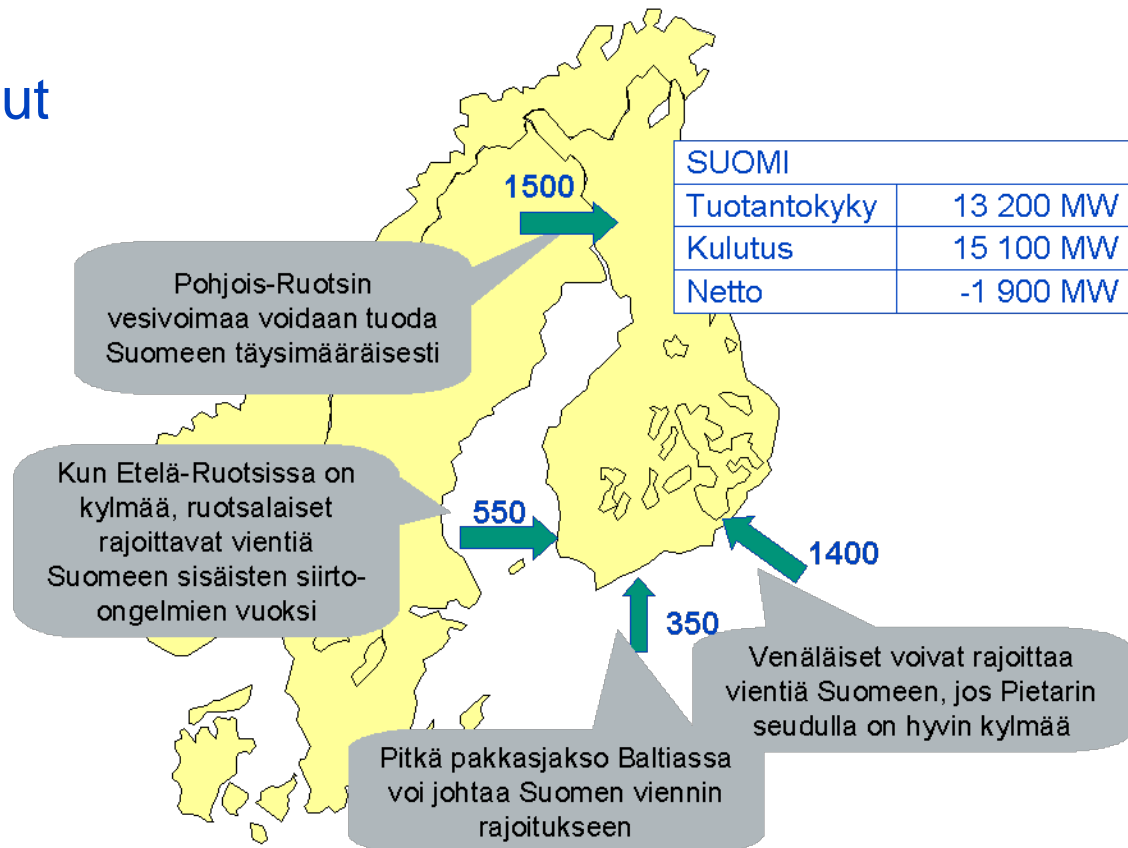 ut
SUOMI
Tuotantokyky 13 200 MW
Kulutus 15 100 MW
Netto -1 900 MW
1500
Pohjois-Ruotsin
vesivoimaa voidaan tuoda
Suomeen täysimääräisesti
Kun Etelä-Ruotsissa on
kylmää, ruotsalaiset
rajoittavat vientiä
Suomeen sisäisten siirto-
ongelmien vuoksi
550
1400
350
Venäläiset voivat rajoittaa
vientiä Suomeen, jos Pietarin
seudulla on hyvin kylmää
Pitkä pakkasjakso Baltiassa
voi johtaa Suomen viennin
rajoitukseen